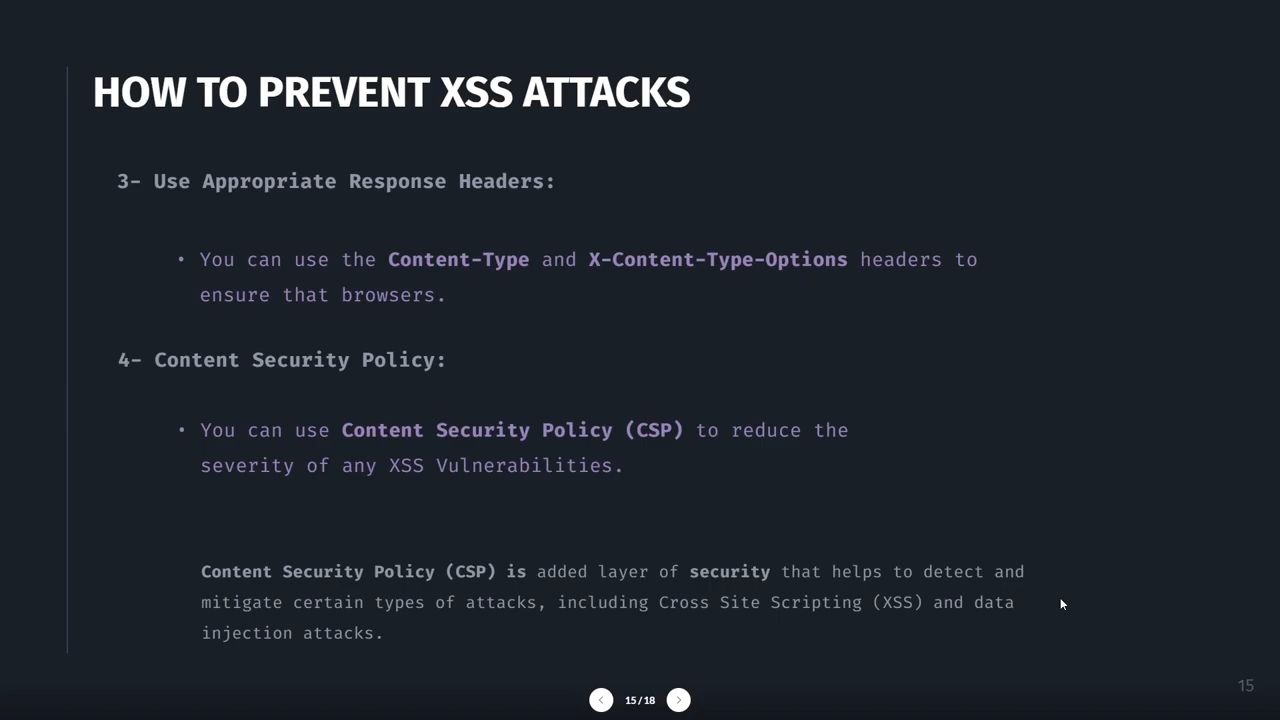 HOW TO PREVENT XSS ATTACKS
3- Use Appropriate Response Headers:
• You can use the Content-Type and X-Content-Type-Options headers to
ensure that browsers.
4- Content Security Policy:
• You can use Content Security Policy (CSP) to reduce the
severity of any XSS Vulnerabilities.
Content Security Policy (CSP) is added layer of security that helps to detect and
mitigate certain types of attacks, including Cross Site Scripting (XSS) and data
injection attacks.
15
15/18